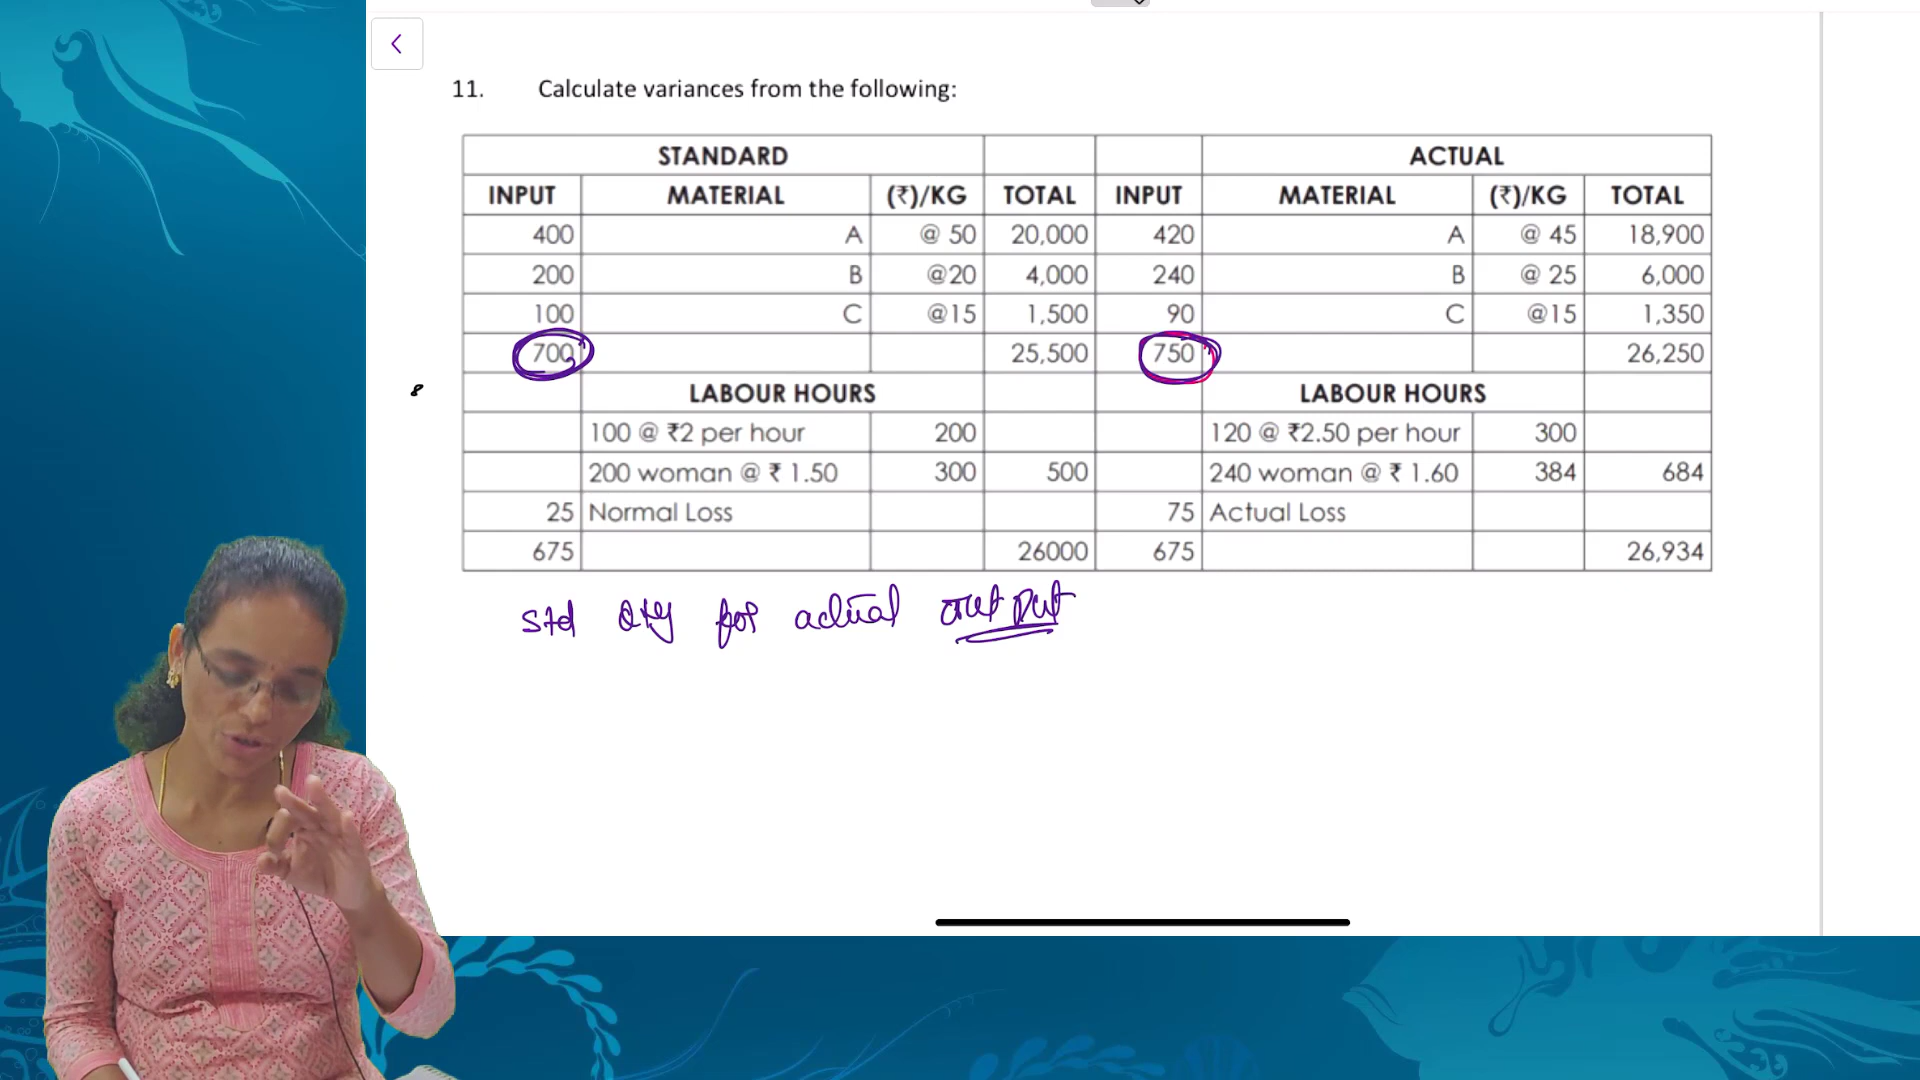 11. Calculate variances from the following:
STANDARD ACTUAL
INPUT MATERIAL (₹)/KG TOTAL INPUT MATERIAL (₹)/KG TOTAL
400 A @ 50 20,000 420 A @ 45 18,900
200 B @20 4,000 240 B @ 25 6,000
100 C @15 1,500 90 C @15 1,350
700 25,500 750 26,250
LABOUR HOURS LABOUR HOURS
100 @ ₹2 per hour 200 120 @ ₹2.50 per hour 300
200 woman @ ₹ 1.50 300 500 240 woman @ ₹ 1.60 384 684
25 Normal Loss 75 Actual Loss
675 26000 675 26,934
std qty for actual output